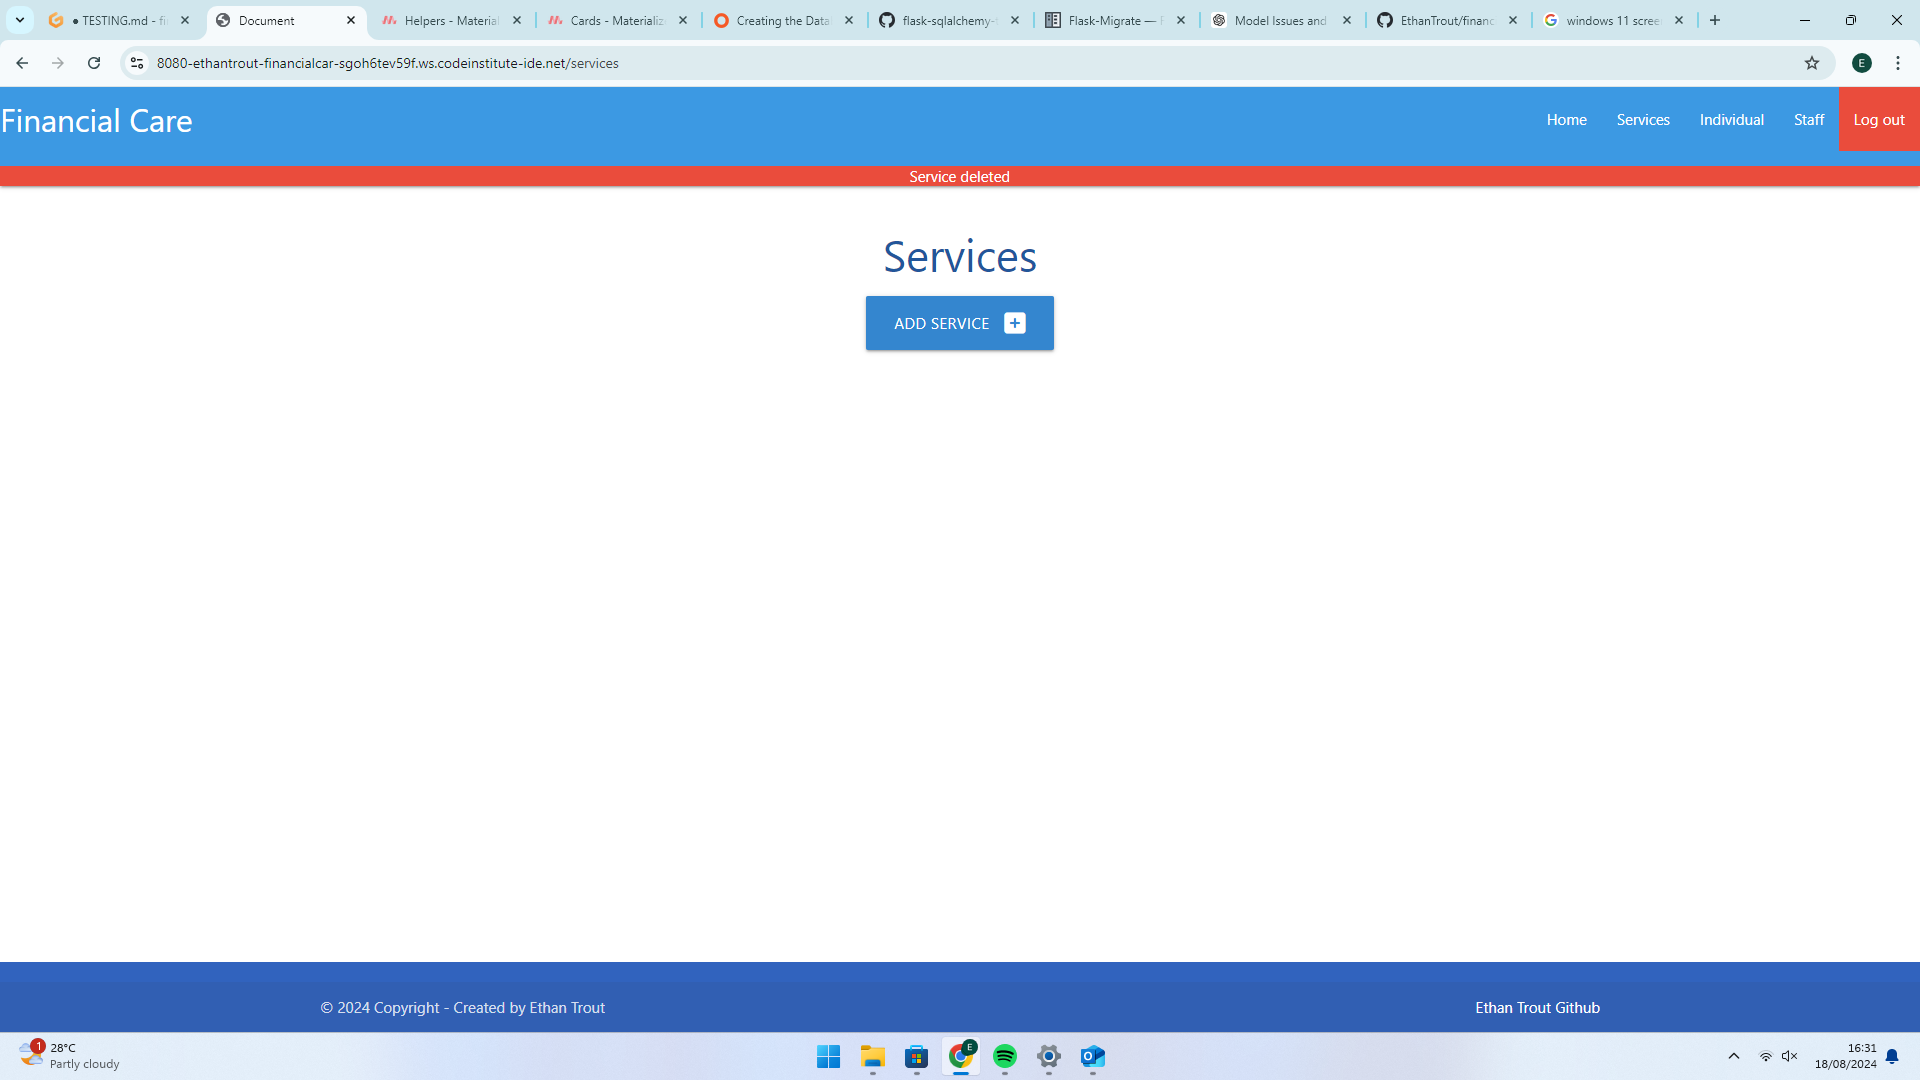 TESTING.md - fi
Document
Helpers - Material
Cards - Materialize
Creating the Data
flask-sqlalchemy-t
Flask-Migrate —
Model Issues and
EthanTrout/financ
windows 11 scree
8080-ethantrout-financialcar-sgoh6tev59f.ws.codeinstitute-ide.net/services
E
Financial Care
Home
Services
Individual
Staff
Log out
Service deleted
Services
ADD SERVICE
© 2024 Copyright - Created by Ethan Trout
Ethan Trout Github
1
28°C
Partly cloudy
E
16:31
18/08/2024